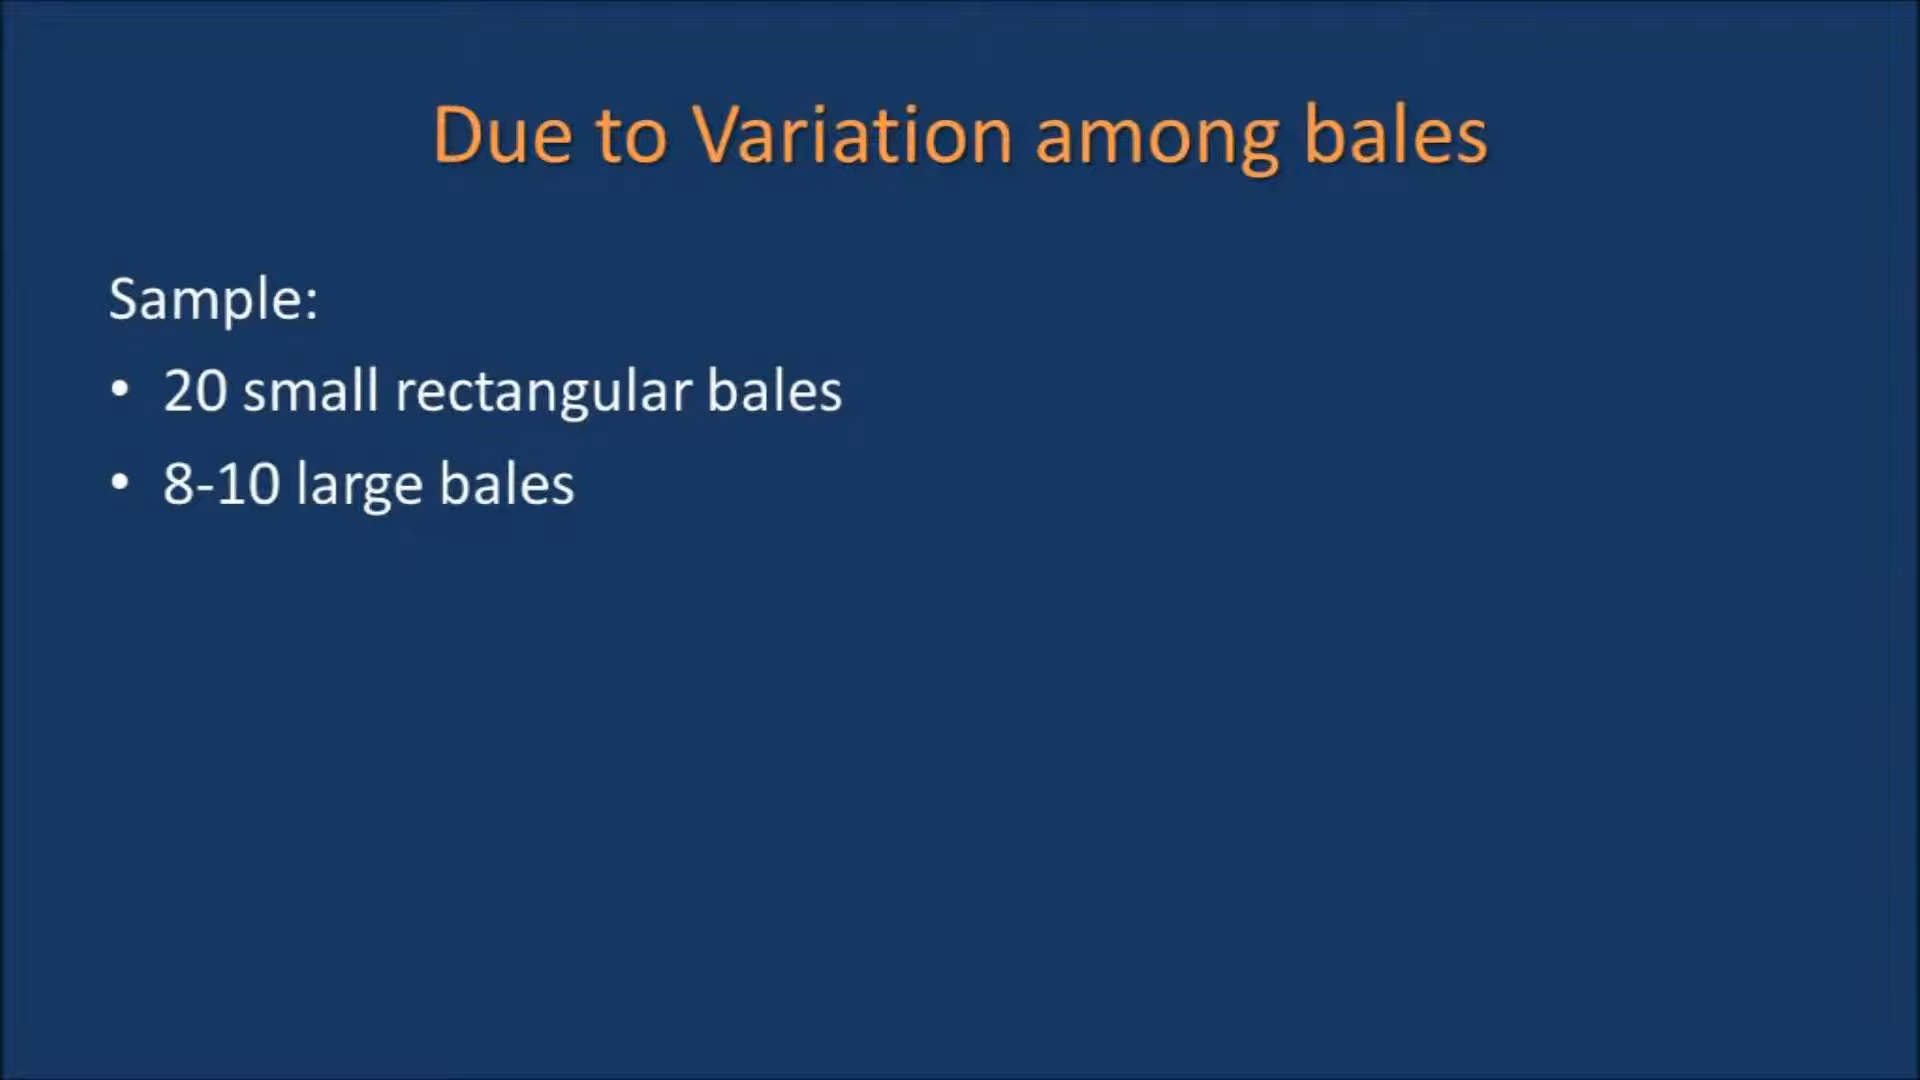 Due to Variation among bales
Sample:
• 20 small rectangular bales
• 8-10 large bales